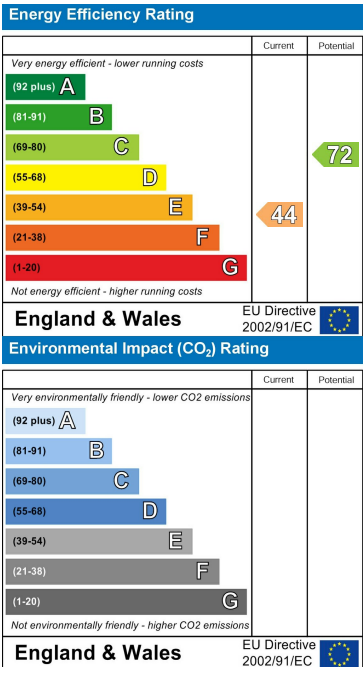 Energy Efficiency Rating
Current Potential
Very energy efficient - lower running costs
(92 plus) A
(81-91) B
(69-80) C
72
(55-68) D
(39-54) E
44
(21-38) F
(1-20) G
Not energy efficient - higher running costs
England & Wales
EU Directive
2002/91/EC
Environmental Impact (CO₂) Rating
Current Potential
Very environmentally friendly - lower CO2 emissions
(92 plus) A
(81-91) B
(69-80) C
(55-68) D
(39-54) E
(21-38) F
(1-20) G
Not environmentally friendly - higher CO2 emissions
England & Wales
EU Directive
2002/91/EC